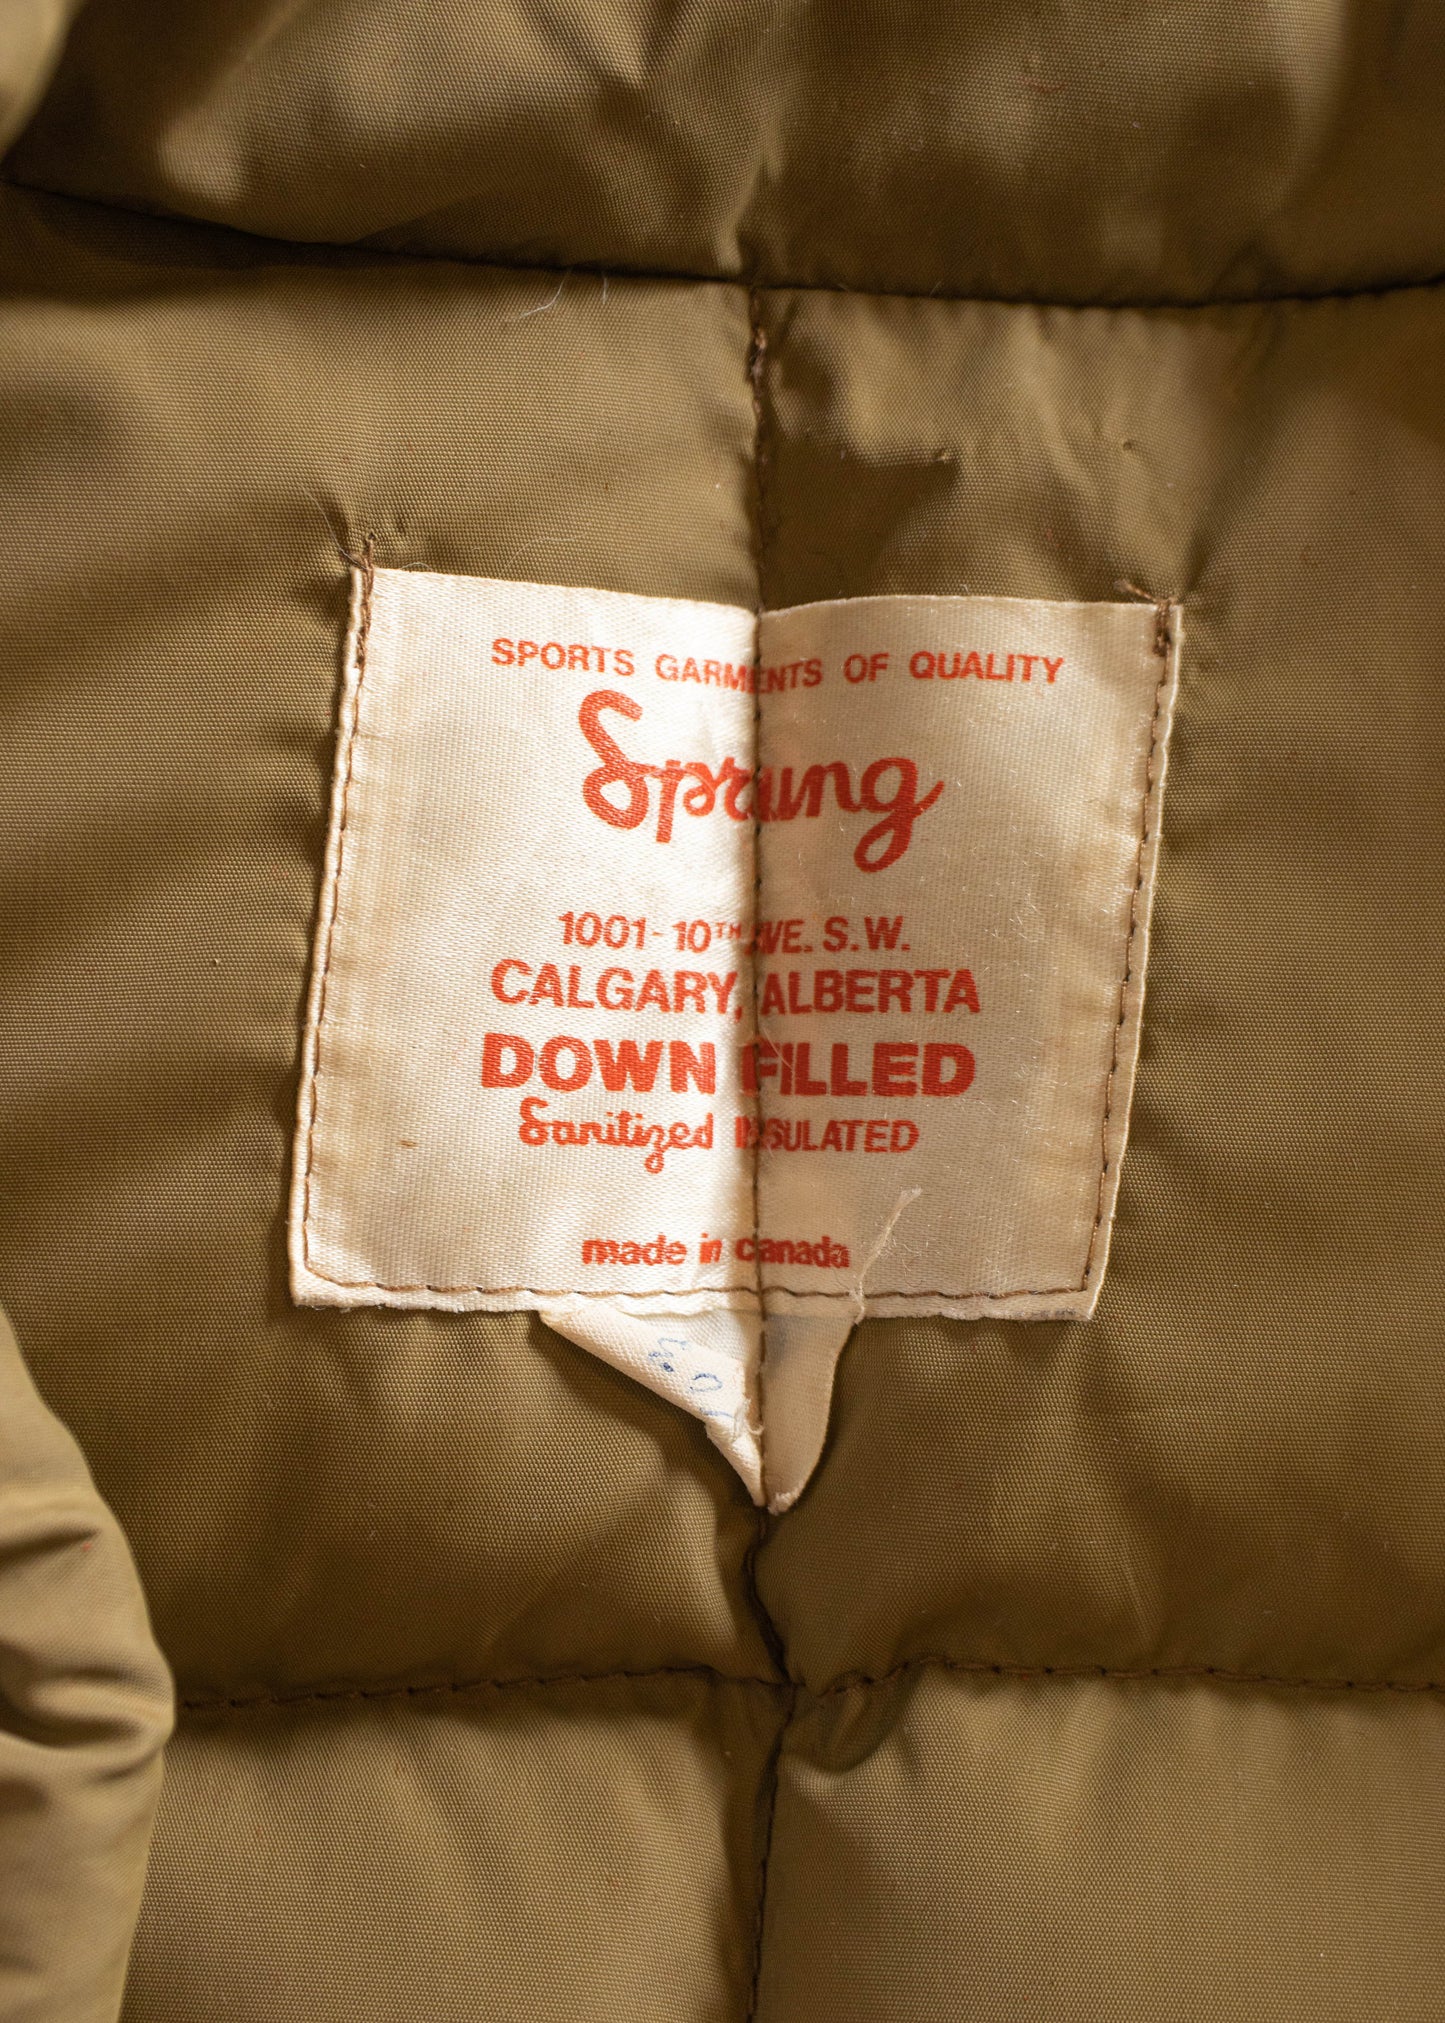 SPORTS GARMENTS OF QUALITY
Sprung
1001-10TH AVE. S.W.
CALGARY, ALBERTA
DOWN FILLED
Sanitized INSULATED
made in canada